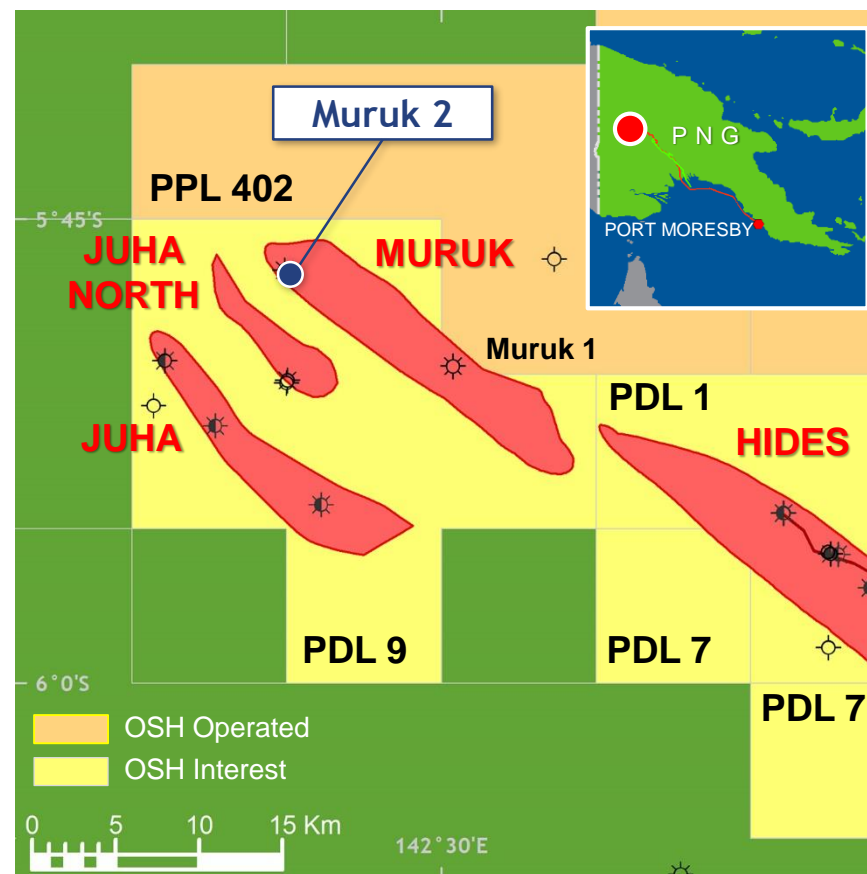 Muruk 2
P N G
PORT MORESBY
PPL 402
5°45'S
JUHA
NORTH
MURUK
Muruk 1
PDL 1
JUHA
HIDES
PDL 9
PDL 7
6°0'S
PDL 7
OSH Operated
OSH Interest
0 5 10 15 Km
142°30'E